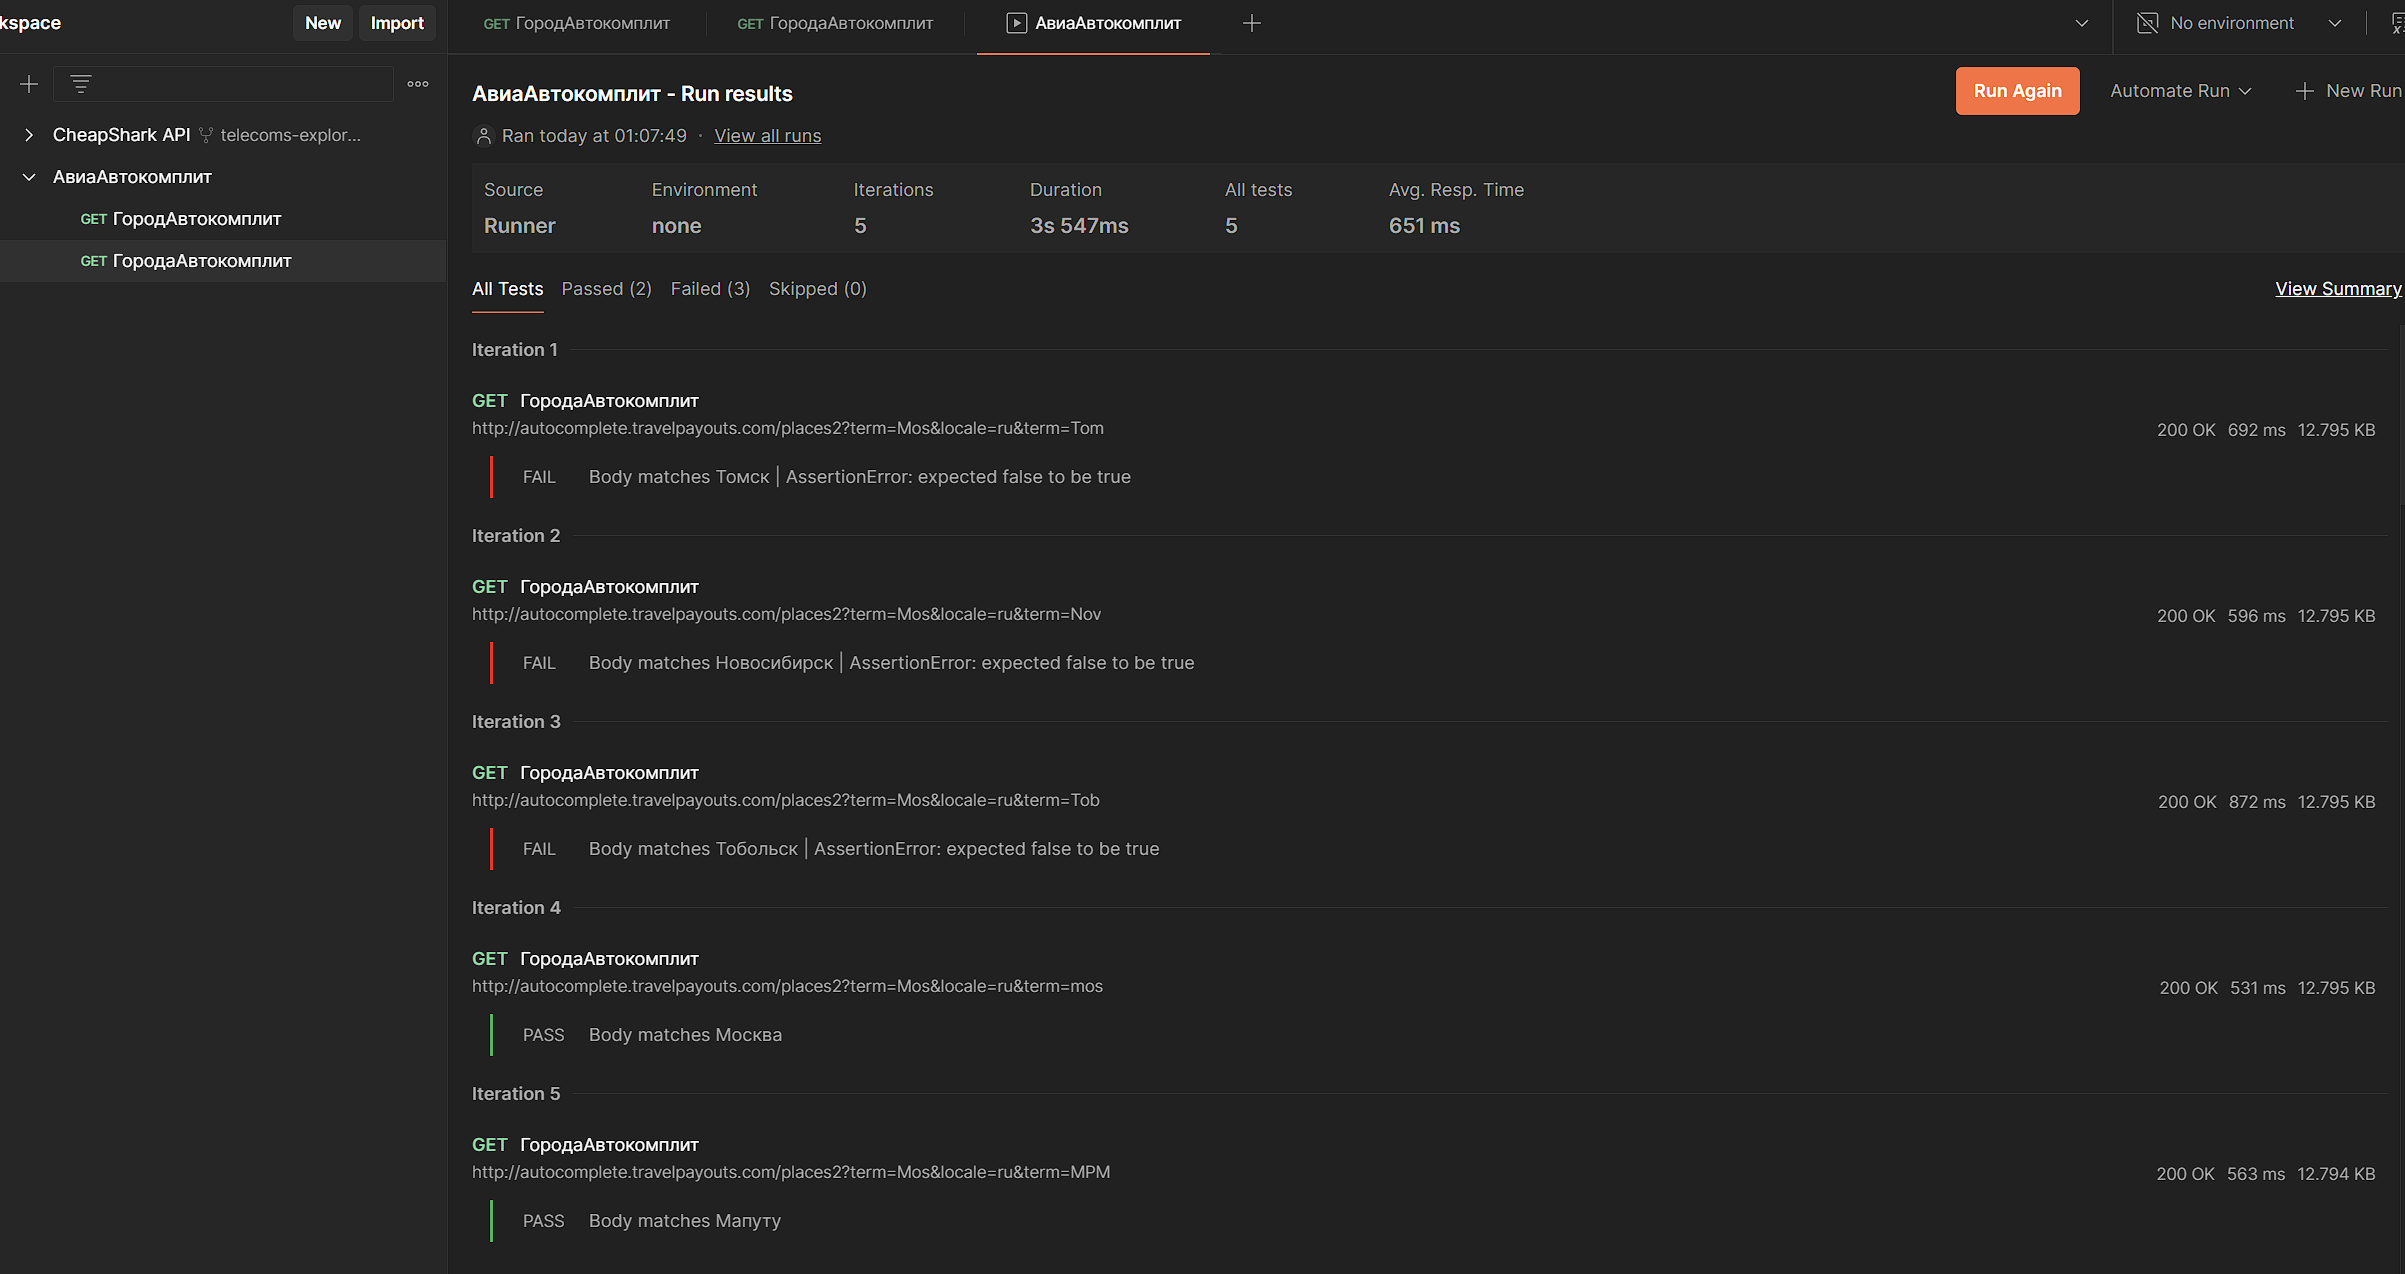 kspace
New
Import
GET ГородАвтокомплит
GET ГородаАвтокомплит
АвиаАвтокомплит
No environment
CheapShark API telecoms-explor...
АвиаАвтокомплит
GET ГородАвтокомплит
GET ГородаАвтокомплит
АвиаАвтокомплит - Run results
Run Again
Automate Run
New Run
Ran today at 01:07:49 · View all runs
Source Environment Iterations Duration All tests Avg. Resp. Time
Runner none 5 3s 547ms 5 651 ms
All Tests Passed (2) Failed (3) Skipped (0)
View Summary
Iteration 1
GET ГородаАвтокомплит
http://autocomplete.travelpayouts.com/places2?term=Mos&locale=ru&term=Tom
200 OK 692 ms 12.795 KB
FAIL Body matches Томск | AssertionError: expected false to be true
Iteration 2
GET ГородаАвтокомплит
http://autocomplete.travelpayouts.com/places2?term=Mos&locale=ru&term=Nov
200 OK 596 ms 12.795 KB
FAIL Body matches Новосибирск | AssertionError: expected false to be true
Iteration 3
GET ГородаАвтокомплит
http://autocomplete.travelpayouts.com/places2?term=Mos&locale=ru&term=Tob
200 OK 872 ms 12.795 KB
FAIL Body matches Тобольск | AssertionError: expected false to be true
Iteration 4
GET ГородаАвтокомплит
http://autocomplete.travelpayouts.com/places2?term=Mos&locale=ru&term=mos
200 OK 531 ms 12.795 KB
PASS Body matches Москва
Iteration 5
GET ГородаАвтокомплит
http://autocomplete.travelpayouts.com/places2?term=Mos&locale=ru&term=MPM
200 OK 563 ms 12.794 KB
PASS Body matches Мапуту